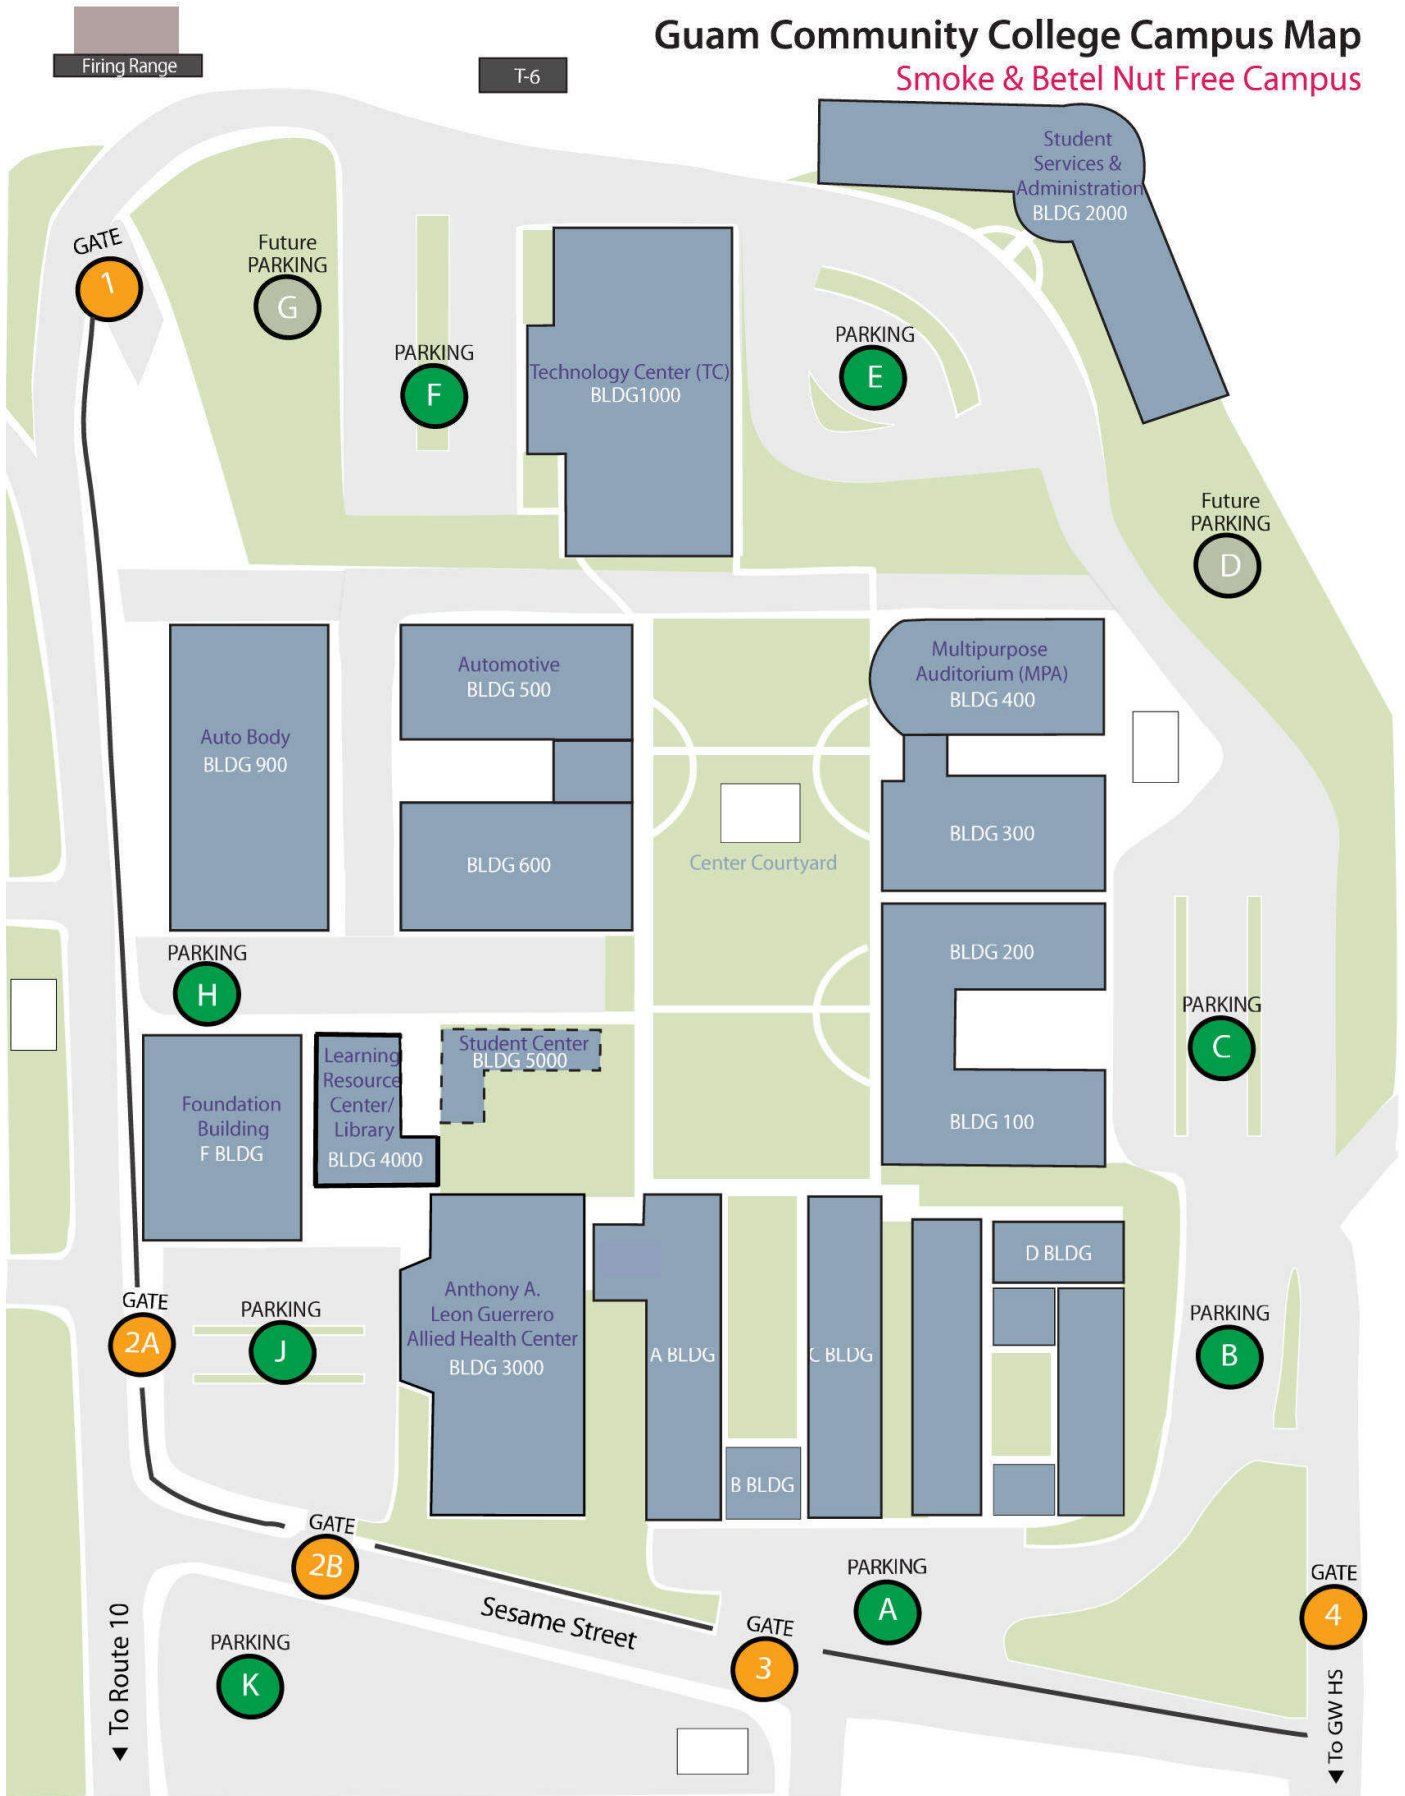 Guam Community College Campus Map
Smoke & Betel Nut Free Campus
Firing Range
T-6
Student
Services &
Administration
BLDG 2000
GATE
1
Future
PARKING
G
PARKING
F
Technology Center (TC)
BLDG1000
PARKING
E
Future
PARKING
D
Automotive
BLDG 500
Multipurpose
Auditorium (MPA)
BLDG 400
Auto Body
BLDG 900
BLDG 600
Center Courtyard
BLDG 300
BLDG 200
PARKING
H
PARKING
C
Student Center
BLDG 5000
Learning
Resource
Center/
Library
BLDG 4000
Foundation
Building
F BLDG
BLDG 100
D BLDG
GATE
2A
PARKING
J
Anthony A.
Leon Guerrero
Allied Health Center
BLDG 3000
A BLDG
C BLDG
PARKING
B
B BLDG
GATE
2B
Sesame Street
PARKING
A
GATE
3
GATE
4
PARKING
K
◀ To Route 10
◀ To GW HS